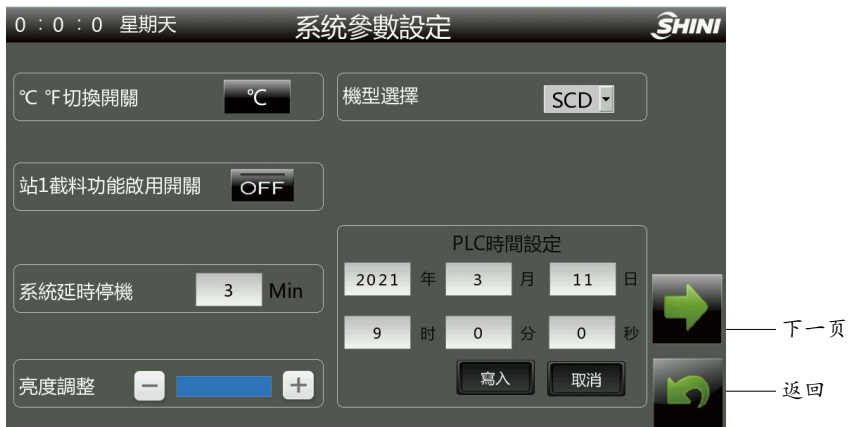 0 : 0 : 0 星期天
系统參數設定
SHINI
℃ ℉切換開關
℃
機型選擇
SCD
站1截料功能啟用開關
OFF
系統延時停機
3 Min
亮度調整
− +
PLC時間設定
2021 年 3 月 11 日
9 时 0 分 0 秒
寫入 取消
下一页
返回